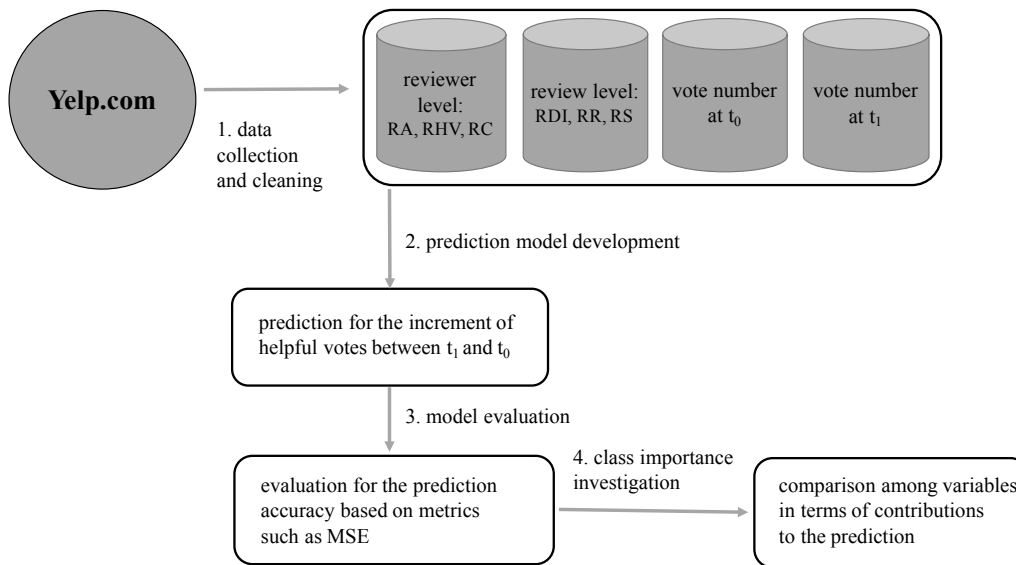 Yelp.com
1. data
collection
and cleaning
reviewer
level:
RA, RHV, RC
review level:
RDI, RR, RS
vote number
at t₀
vote number
at t₁
2. prediction model development
prediction for the increment of
helpful votes between t₁ and t₀
3. model evaluation
evaluation for the prediction
accuracy based on metrics
such as MSE
4. class importance
investigation
comparison among variables
in terms of contributions
to the prediction